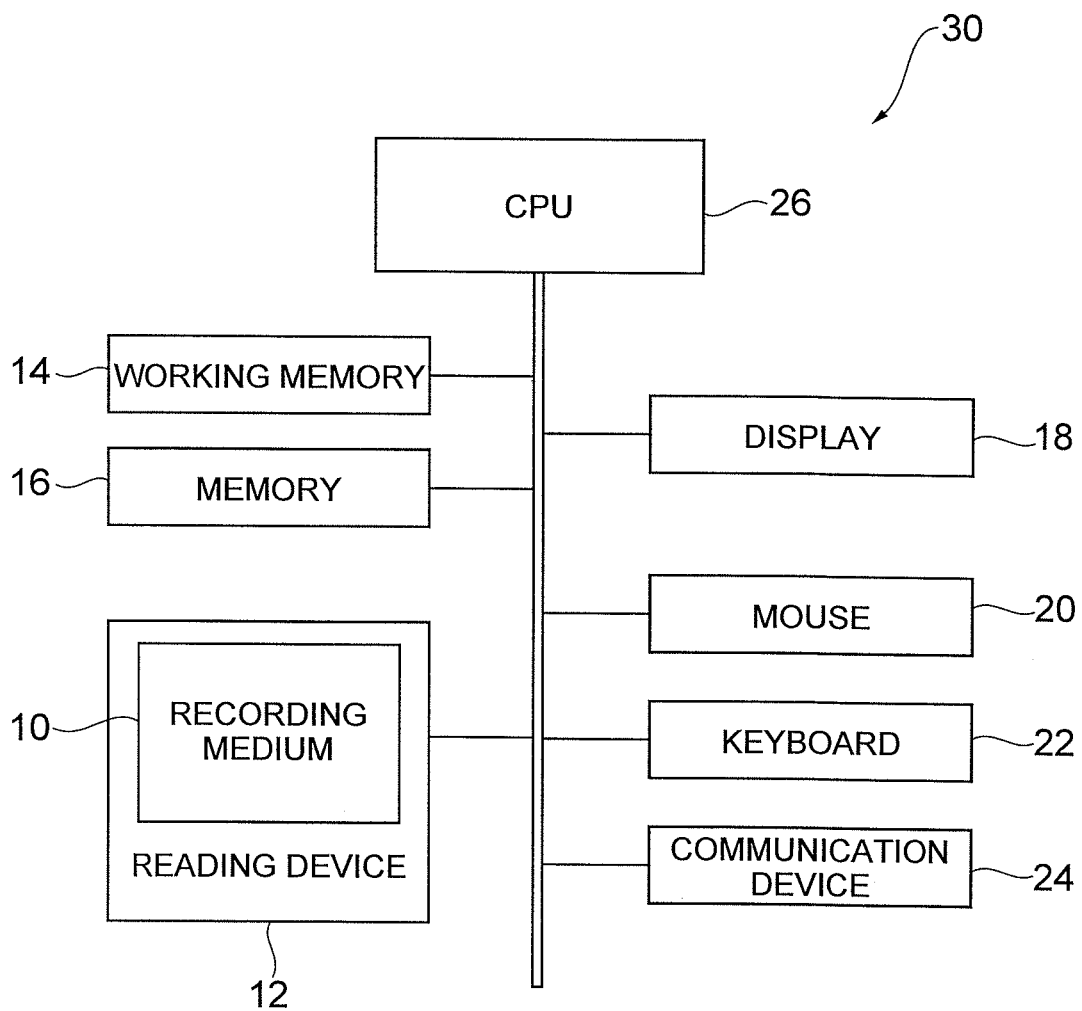 30
CPU
26
14
WORKING MEMORY
DISPLAY
18
16
MEMORY
MOUSE
20
10
RECORDING
MEDIUM
KEYBOARD
22
READING DEVICE
COMMUNICATION
DEVICE
24
12